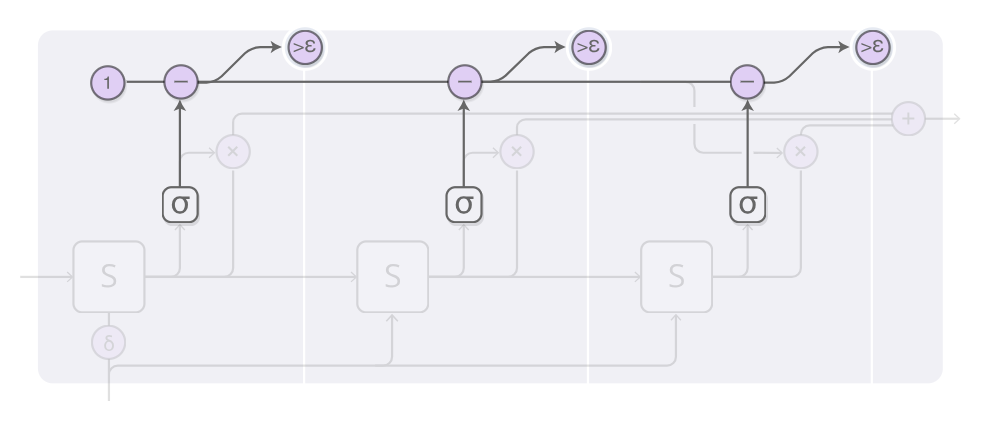 >ε >ε >ε
1 − − −
+
× × ×
σ σ σ
S S S
δ